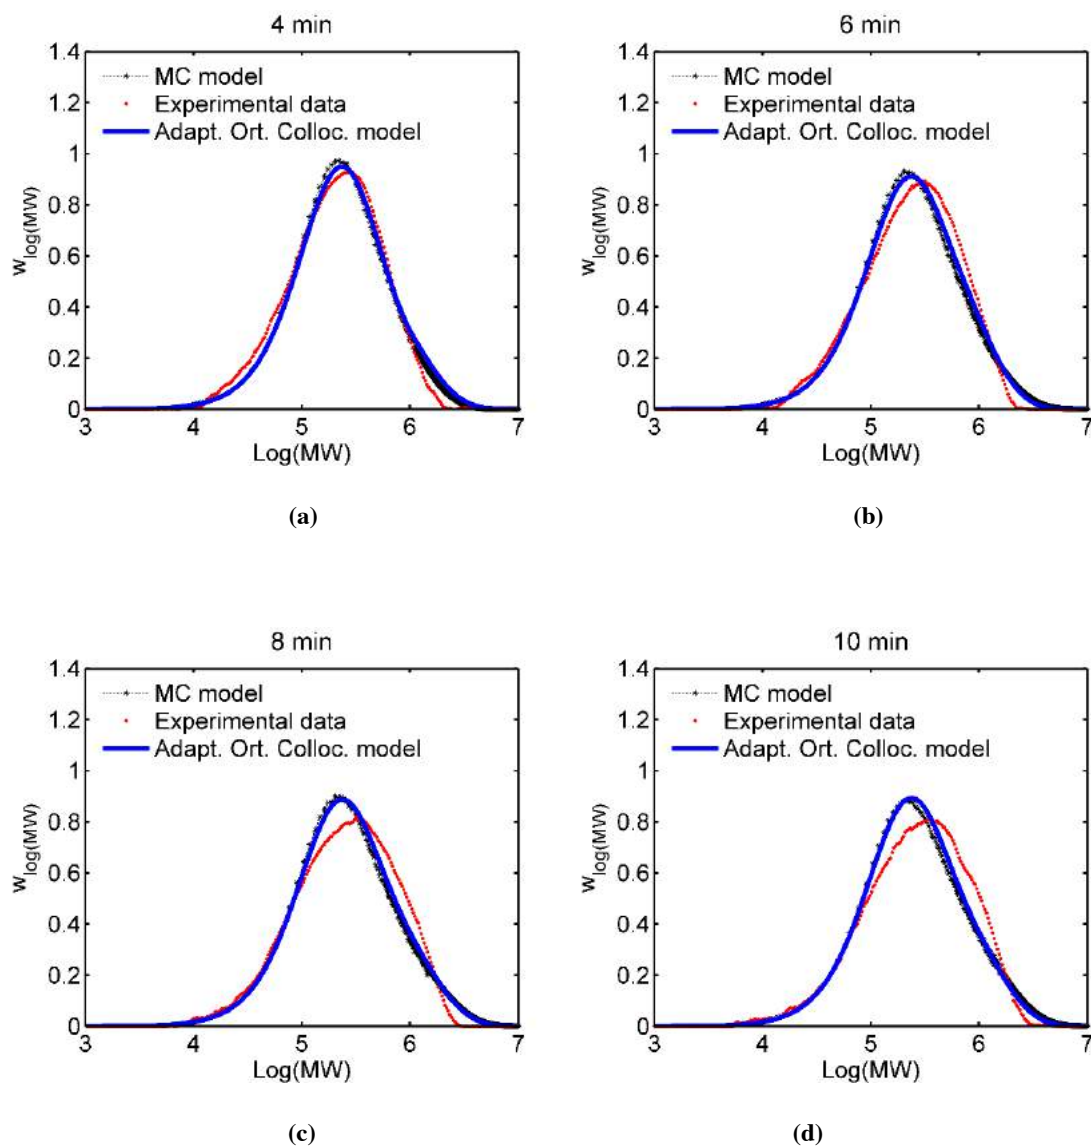 4 min
1.4
1.2
1
0.8
0.6
0.4
0.2
0
MC model
Experimental data
Adapt. Ort. Colloc. model
wlog(MW)
3 4 5 6 7
Log(MW)
(a)
6 min
1.4
1.2
1
0.8
0.6
0.4
0.2
0
MC model
Experimental data
Adapt. Ort. Colloc. model
wlog(MW)
3 4 5 6 7
Log(MW)
(b)
8 min
1.4
1.2
1
0.8
0.6
0.4
0.2
0
MC model
Experimental data
Adapt. Ort. Colloc. model
wlog(MW)
3 4 5 6 7
Log(MW)
(c)
10 min
1.4
1.2
1
0.8
0.6
0.4
0.2
0
MC model
Experimental data
Adapt. Ort. Colloc. model
wlog(MW)
3 4 5 6 7
Log(MW)
(d)